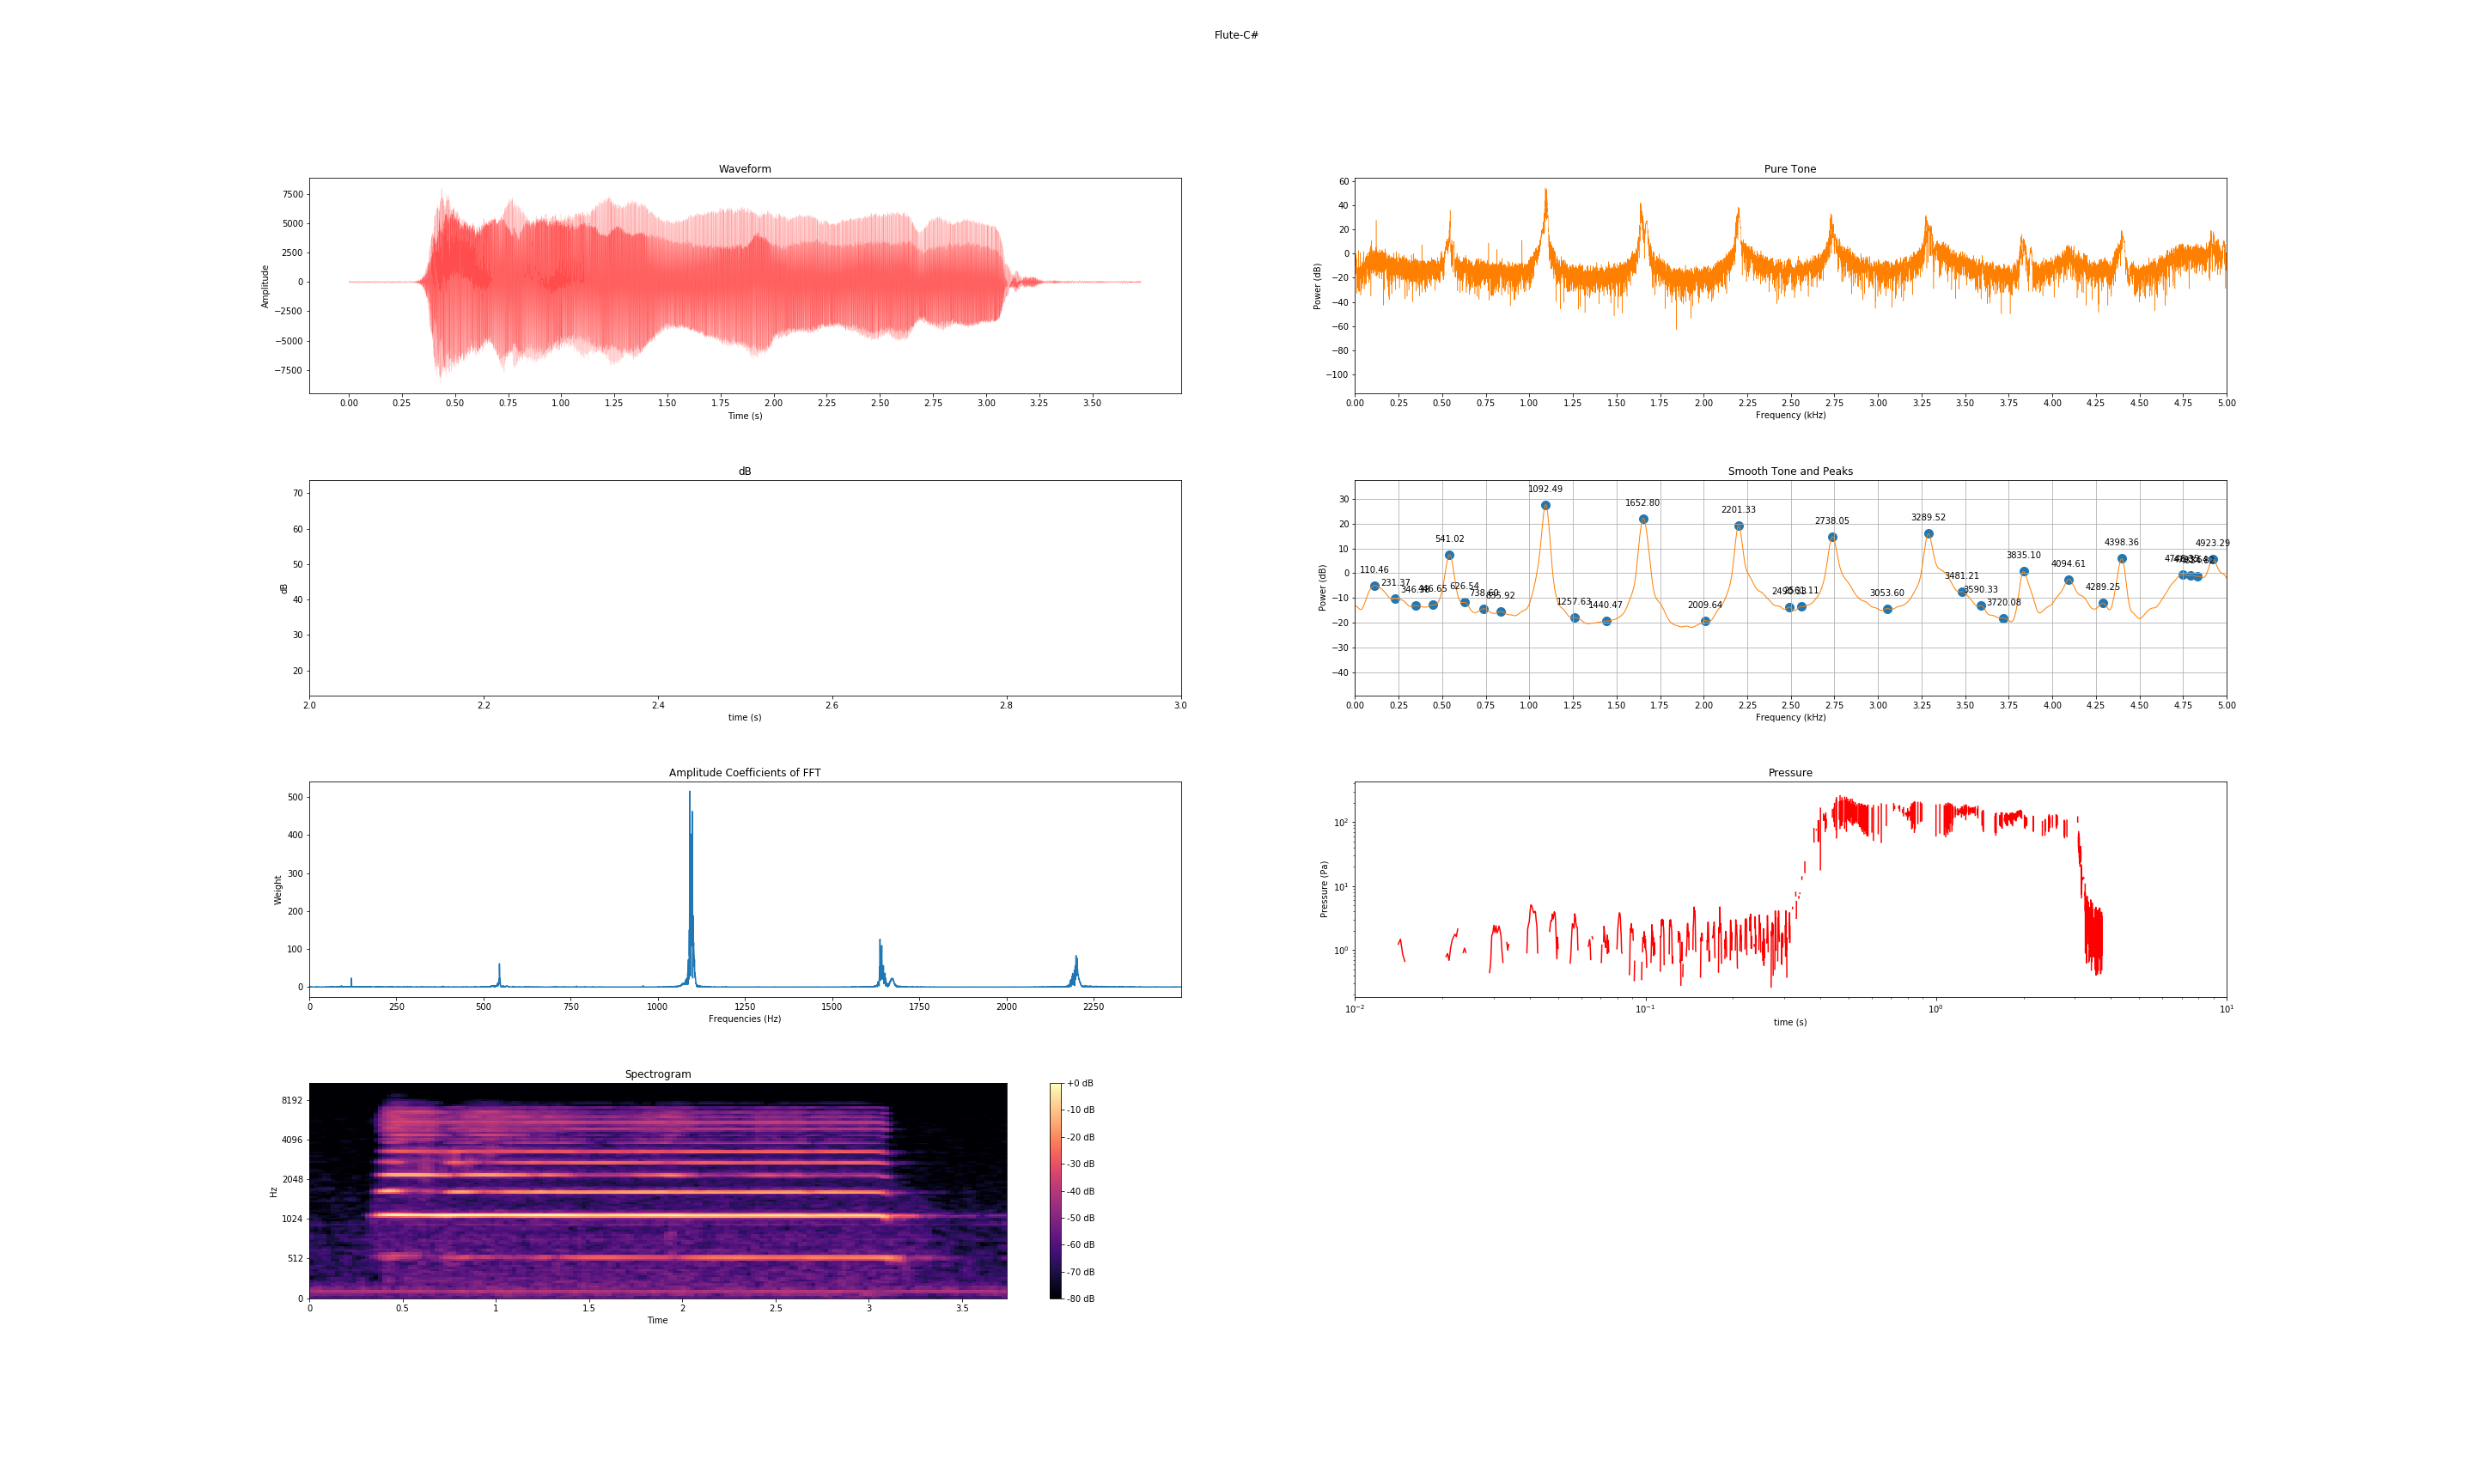 Flute-C#
Waveform
7500
5000
2500
0
−2500
−5000
−7500
Amplitude
0.00 0.25 0.50 0.75 1.00 1.25 1.50 1.75 2.00 2.25 2.50 2.75 3.00 3.25 3.50
Time (s)
Pure Tone
60
40
20
0
−20
−40
−60
−80
−100
Power (dB)
0.00 0.25 0.50 0.75 1.00 1.25 1.50 1.75 2.00 2.25 2.50 2.75 3.00 3.25 3.50 3.75 4.00 4.25 4.50 4.75 5.00
Frequency (kHz)
dB
70
60
50
40
30
20
dB
2.0 2.2 2.4 2.6 2.8 3.0
time (s)
Smooth Tone and Peaks
30
20
10
0
−10
−20
−30
−40
Power (dB)
110.46
231.37
541.02
626.54
1092.49
1257.63
1440.47
1652.80
2009.64
2201.33
2738.05
3053.60
3289.52
3481.21
3590.33
3720.08
3835.10
4094.61
4289.25
4398.36
4923.29
0.00 0.25 0.50 0.75 1.00 1.25 1.50 1.75 2.00 2.25 2.50 2.75 3.00 3.25 3.50 3.75 4.00 4.25 4.50 4.75 5.00
Frequency (kHz)
Amplitude Coefficients of FFT
500
400
300
200
100
0
Weight
0 250 500 750 1000 1250 1500 1750 2000 2250
Frequencies (Hz)
Pressure
10²
10¹
10⁰
Pressure (Pa)
10⁻² 10⁻¹ 10⁰ 10¹
time (s)
Spectrogram
8192
4096
2048
1024
512
0
Hz
0 0.5 1 1.5 2 2.5 3 3.5
Time
+0 dB
-10 dB
-20 dB
-30 dB
-40 dB
-50 dB
-60 dB
-70 dB
-80 dB